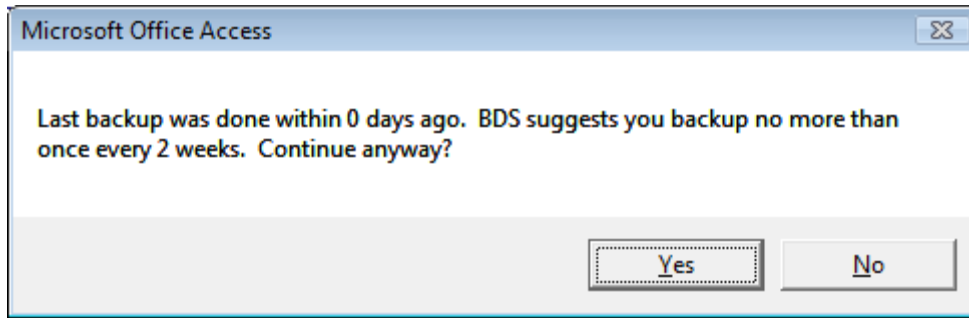 Microsoft Office Access
Last backup was done within 0 days ago.  BDS suggests you backup no more than
once every 2 weeks.  Continue anyway?
Yes
No